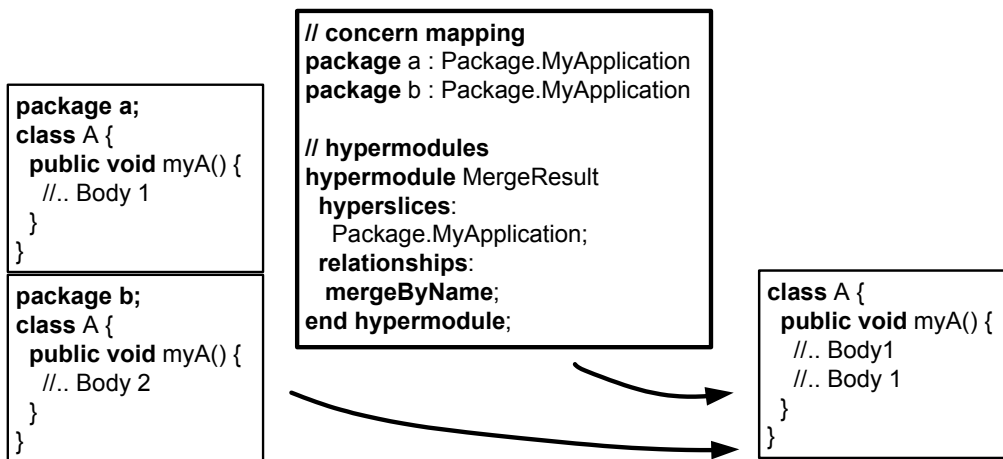 package a;
class A {
public void myA() {
//.. Body 1
}
}
package b;
class A {
public void myA() {
//.. Body 2
}
}
// concern mapping
package a : Package.MyApplication
package b : Package.MyApplication
// hypermodules
hypermodule MergeResult
hyperslices:
Package.MyApplication;
relationships:
mergeByName;
end hypermodule;
class A {
public void myA() {
//.. Body1
//.. Body 1
}
}